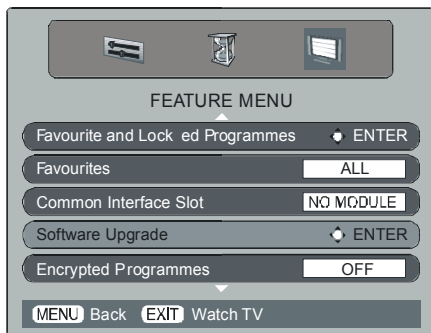 FEATURE MENU
Favourite and Lock ed Programmes ENTER
Favourites ALL
Common Interface Slot NO MODULE
Software Upgrade ENTER
Encrypted Programmes OFF
MENU Back EXIT Watch TV